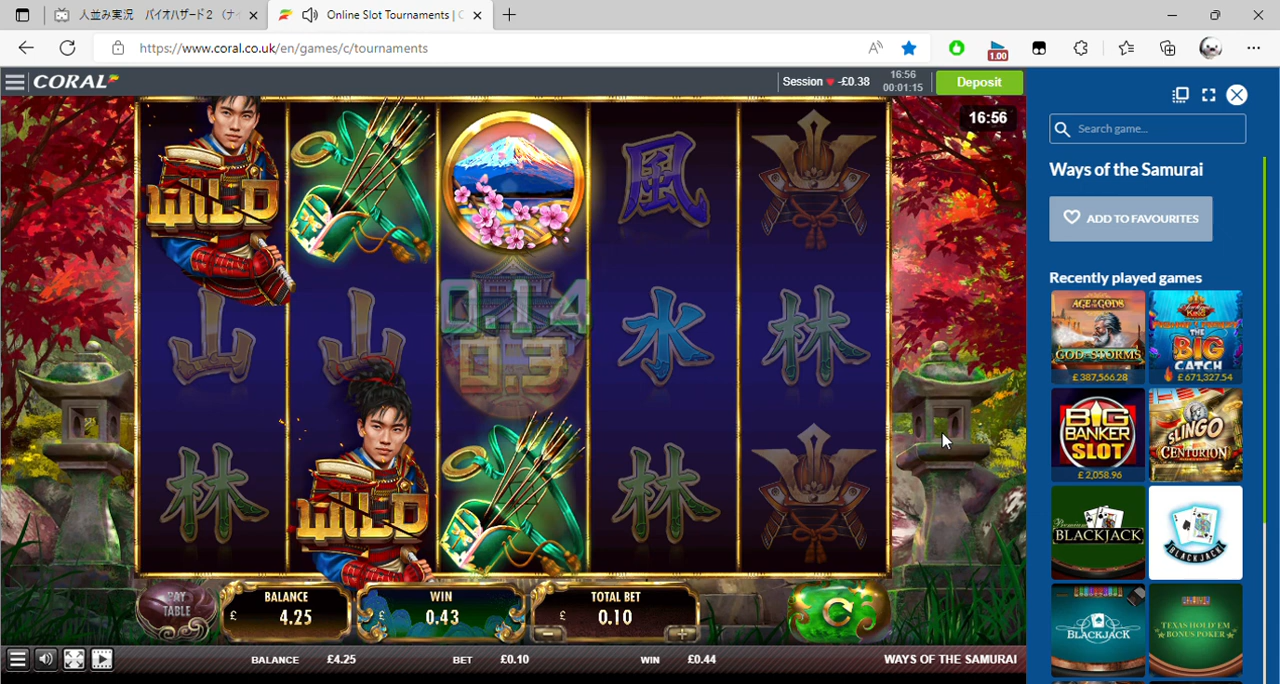 人並み実況 バイオハザード２ （ナイ
Online Slot Tournaments | C
https://www.coral.co.uk/en/games/c/tournaments
1.00
CORAL
Session -£0.38
16:56
00:01:15
Deposit
16:56
WILD
風
0.14
0.3
山
山
水
林
林
WILD
林
PAY
TABLE
BALANCE
£ 4.25
WIN
£ 0.43
TOTAL BET
£ 0.10
BALANCE £4.25 BET £0.10 WIN £0.44 WAYS OF THE SAMURAI
Search game...
Ways of the Samurai
ADD TO FAVOURITES
Recently played games
AGE OF THE GODS
GOD OF STORMS
£387,566.28
THE
BIG
CATCH
£671,327.54
BIG
BANKER
SLOT
£2,058.96
SLINGO
CENTURION
Premium
BLACKJACK
BLACKJACK
BLACKJACK
TEXAS HOLD'EM
BONUS POKER